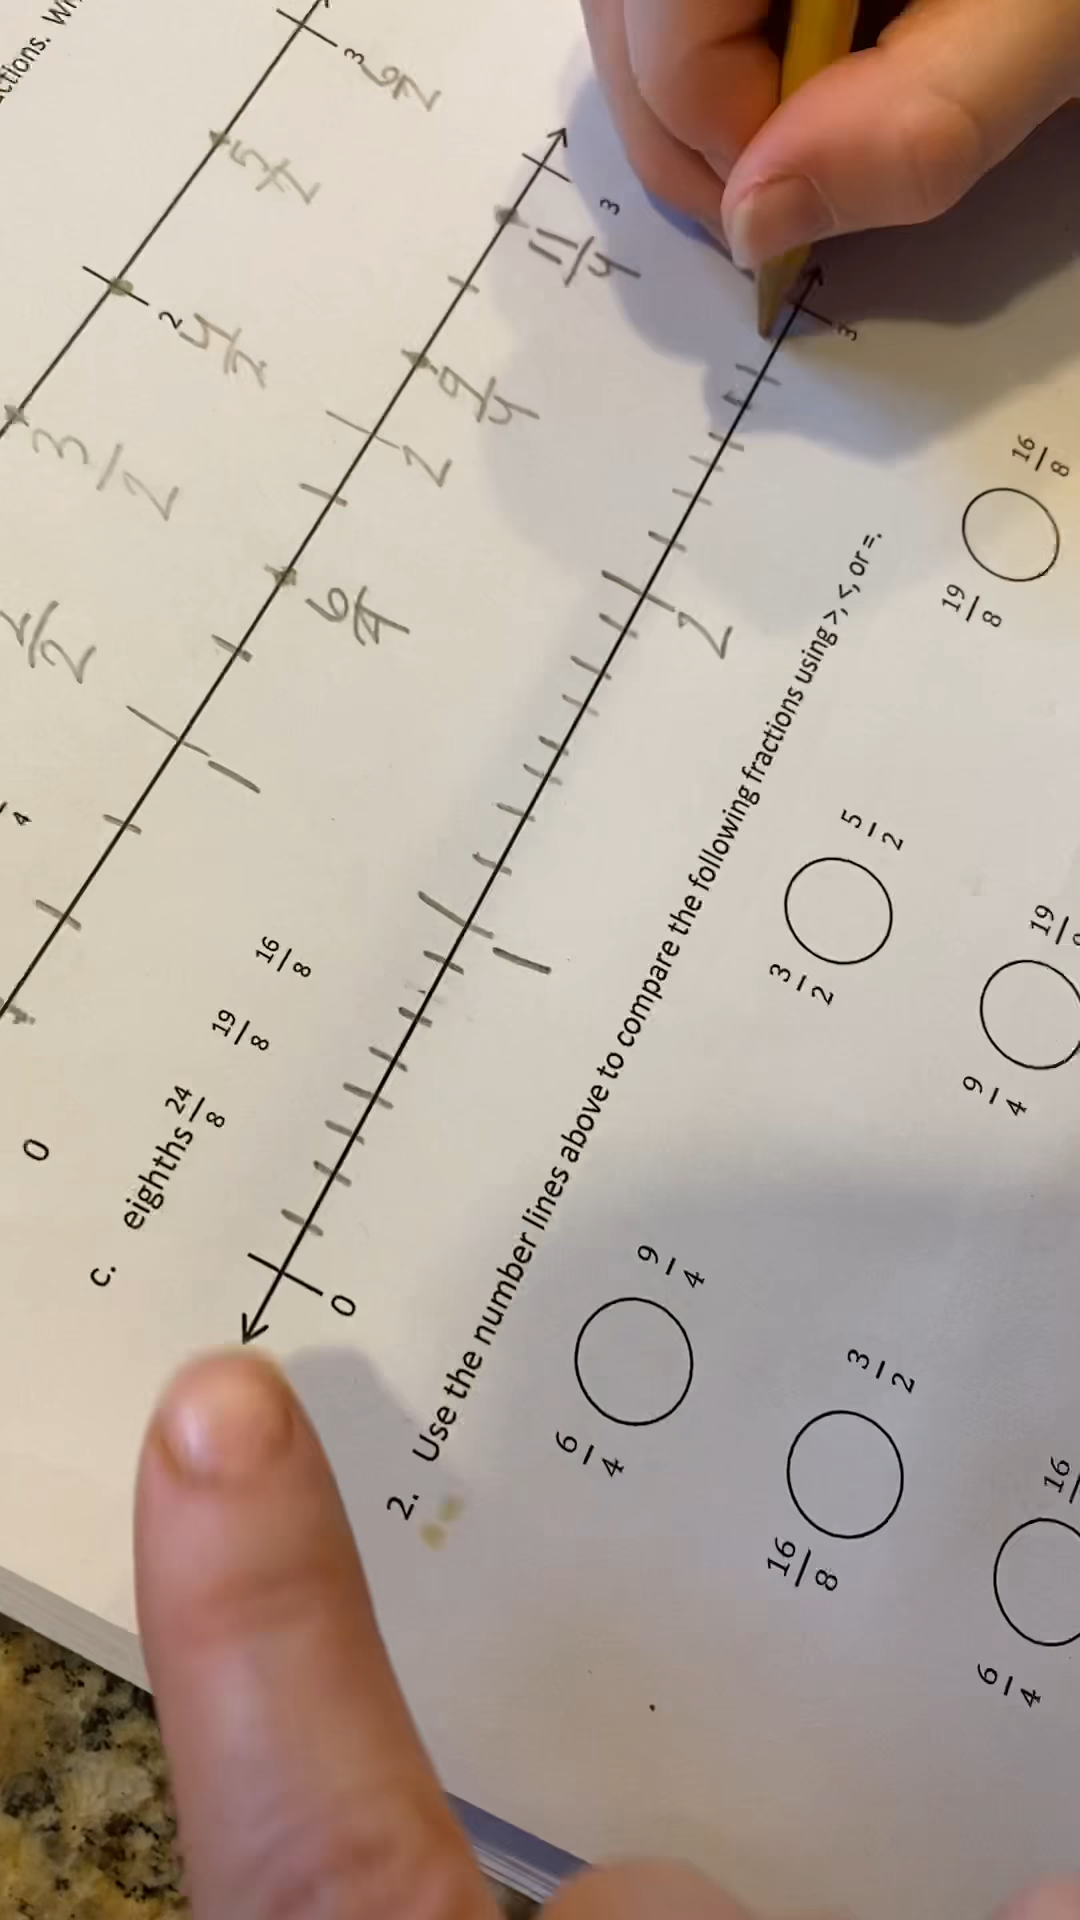 ctions. Wr
3
2/2 3/2 4/2 5/2 6/2
2
4
0 1 6/4 2 9/4 11/4 3
c. eighths 24/8 19/8 16/8
0 1 2 3
2. Use the number lines above to compare the following fractions using >, <, or =.
6/4 9/4 3/2 5/2 19/8 16/8
16/8 3/2 9/4 19
6/4 16